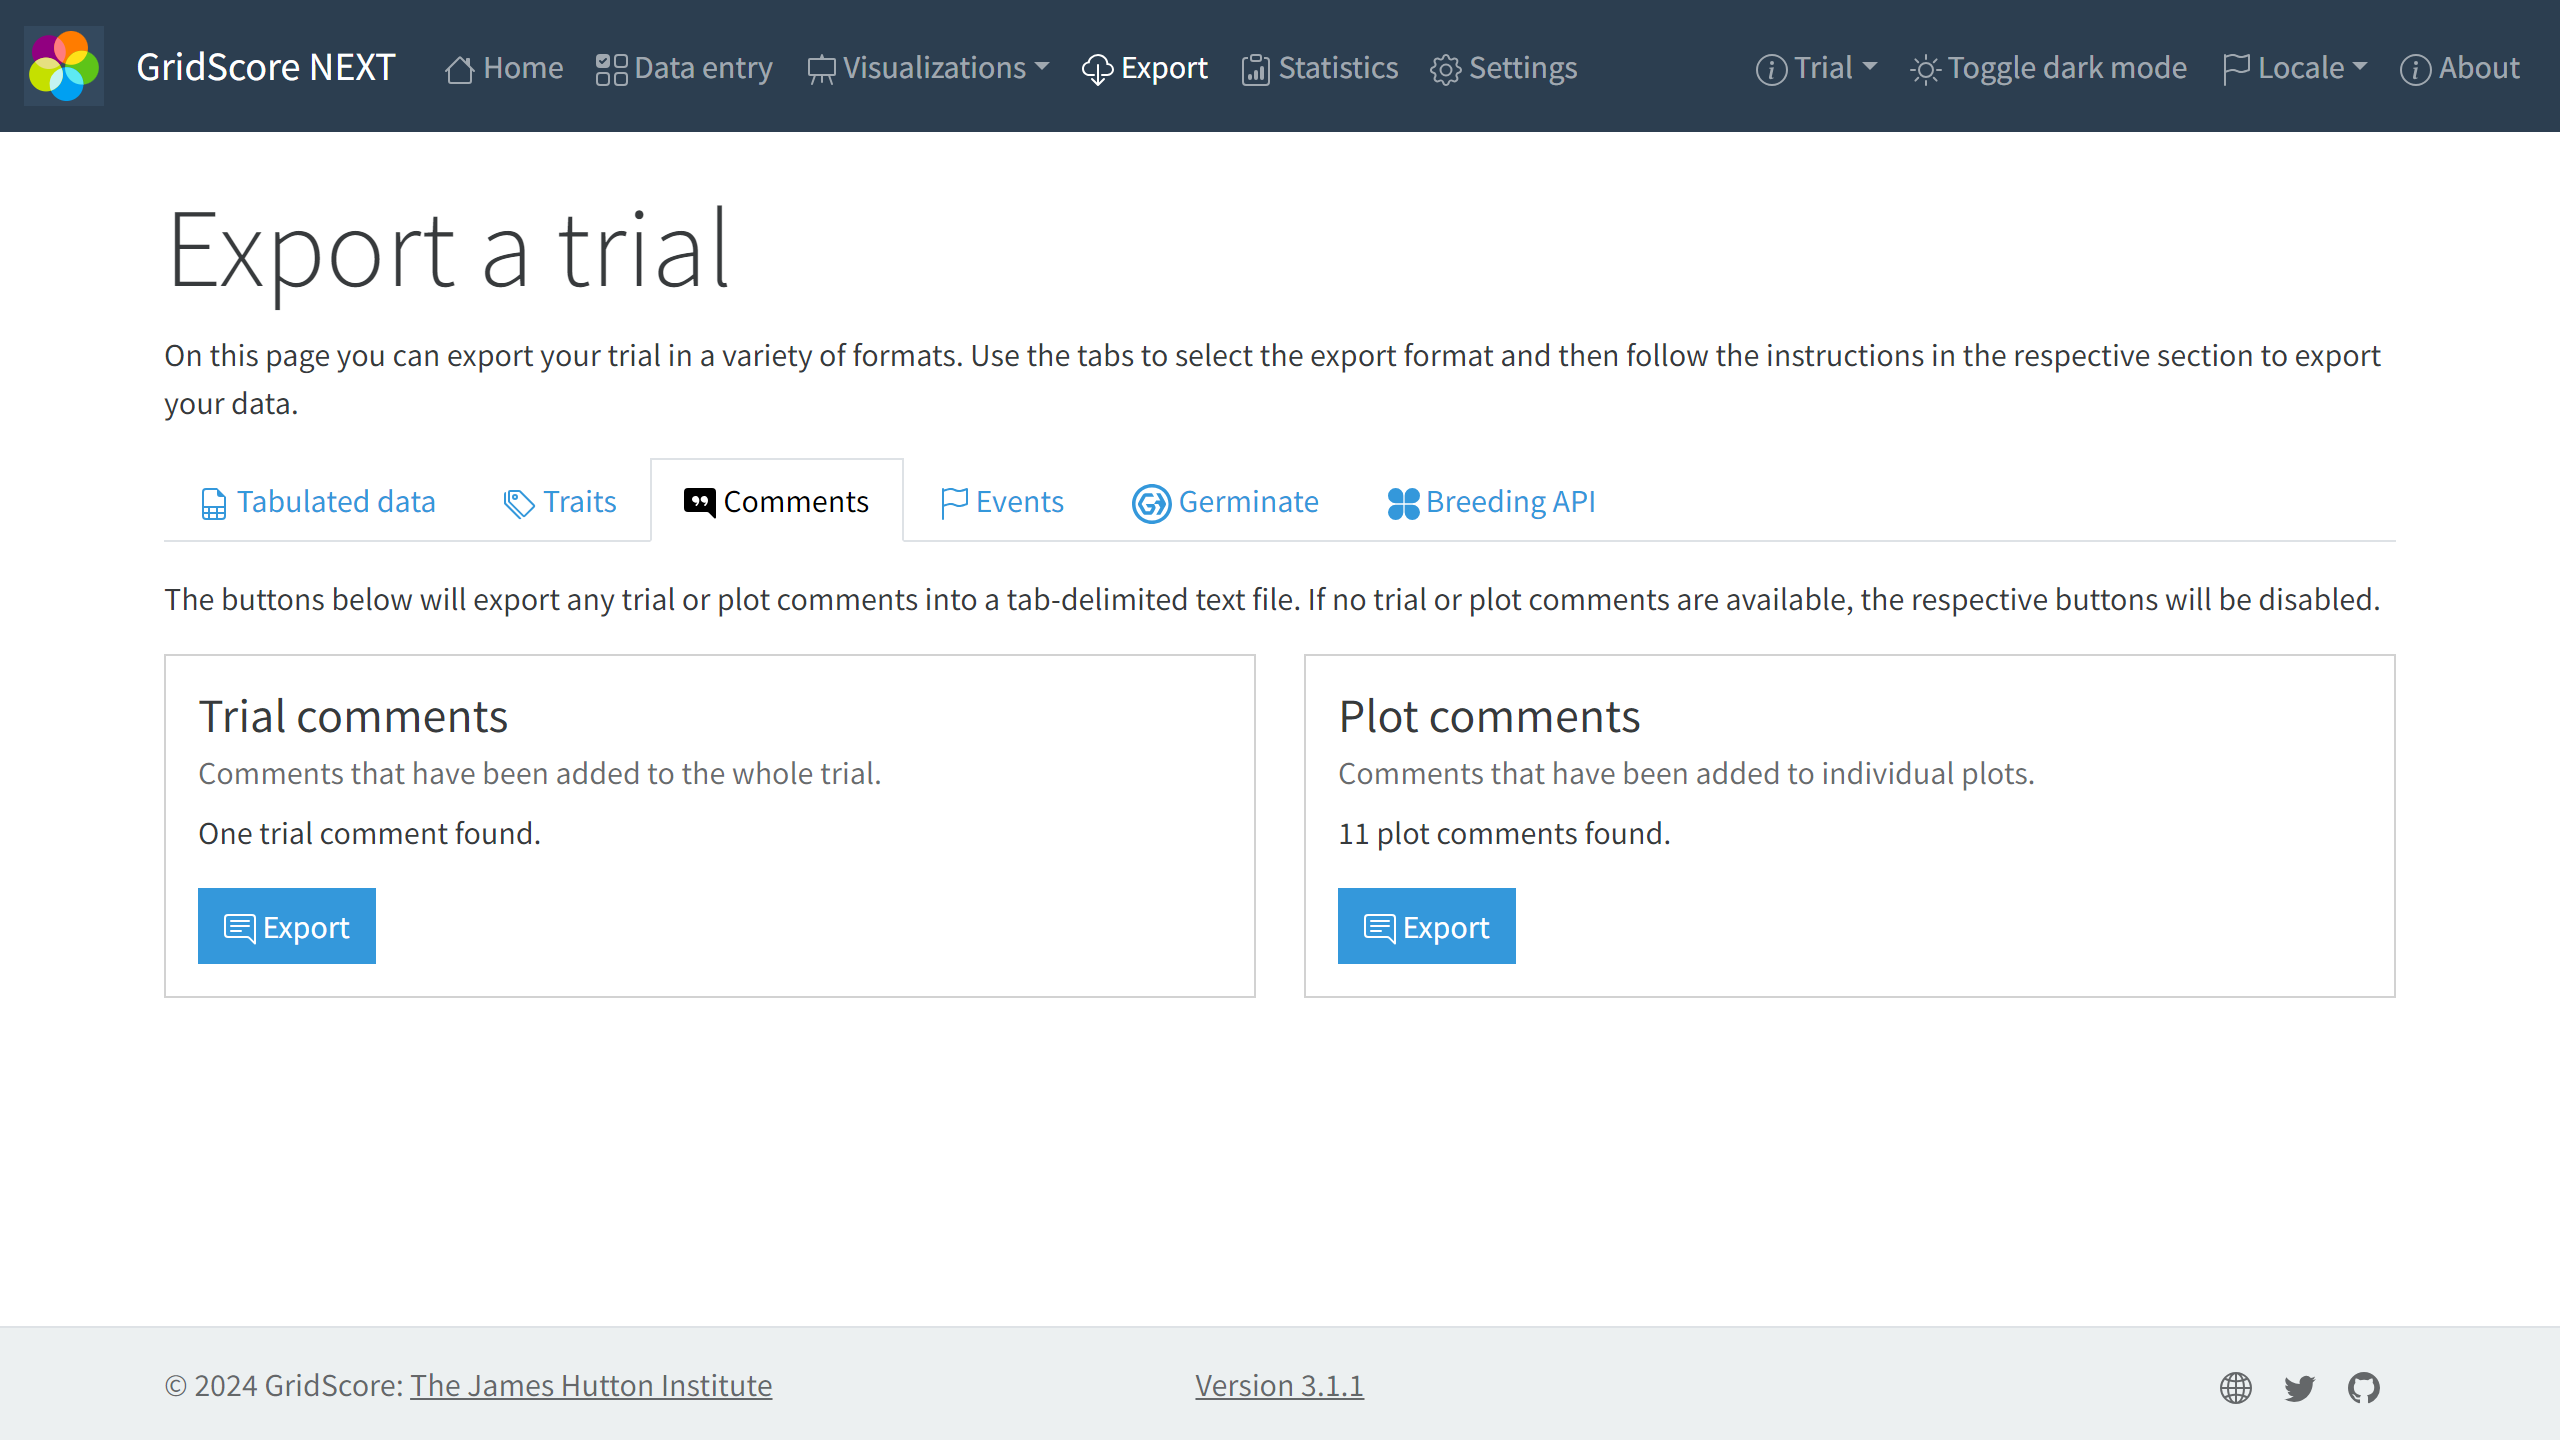 GridScore NEXT
Home
Data entry
Visualizations
Export
Statistics
Settings
Trial
Toggle dark mode
Locale
About
Export a trial
On this page you can export your trial in a variety of formats. Use the tabs to select the export format and then follow the instructions in the respective section to export
your data.
Tabulated data
Traits
Comments
Events
Germinate
Breeding API
The buttons below will export any trial or plot comments into a tab-delimited text file. If no trial or plot comments are available, the respective buttons will be disabled.
Trial comments
Comments that have been added to the whole trial.
One trial comment found.
Export
Plot comments
Comments that have been added to individual plots.
11 plot comments found.
Export
© 2024 GridScore: The James Hutton Institute
Version 3.1.1